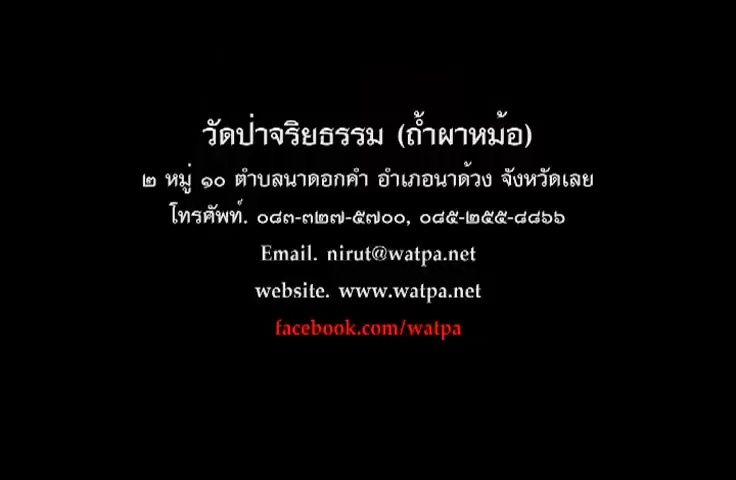 วัดป่าจริยธรรม (ถ้ำผาหม้อ)
๒ หมู่ ๑๐ ตำบลนาดอกคำ อำเภอนาด้วง จังหวัดเลย
โทรศัพท์. ๐๘๓-๓๒๗-๕๗๐๐, ๐๘๕-๒๕๕-๘๘๖๖
Email. nirut@watpa.net
website. www.watpa.net
facebook.com/watpa